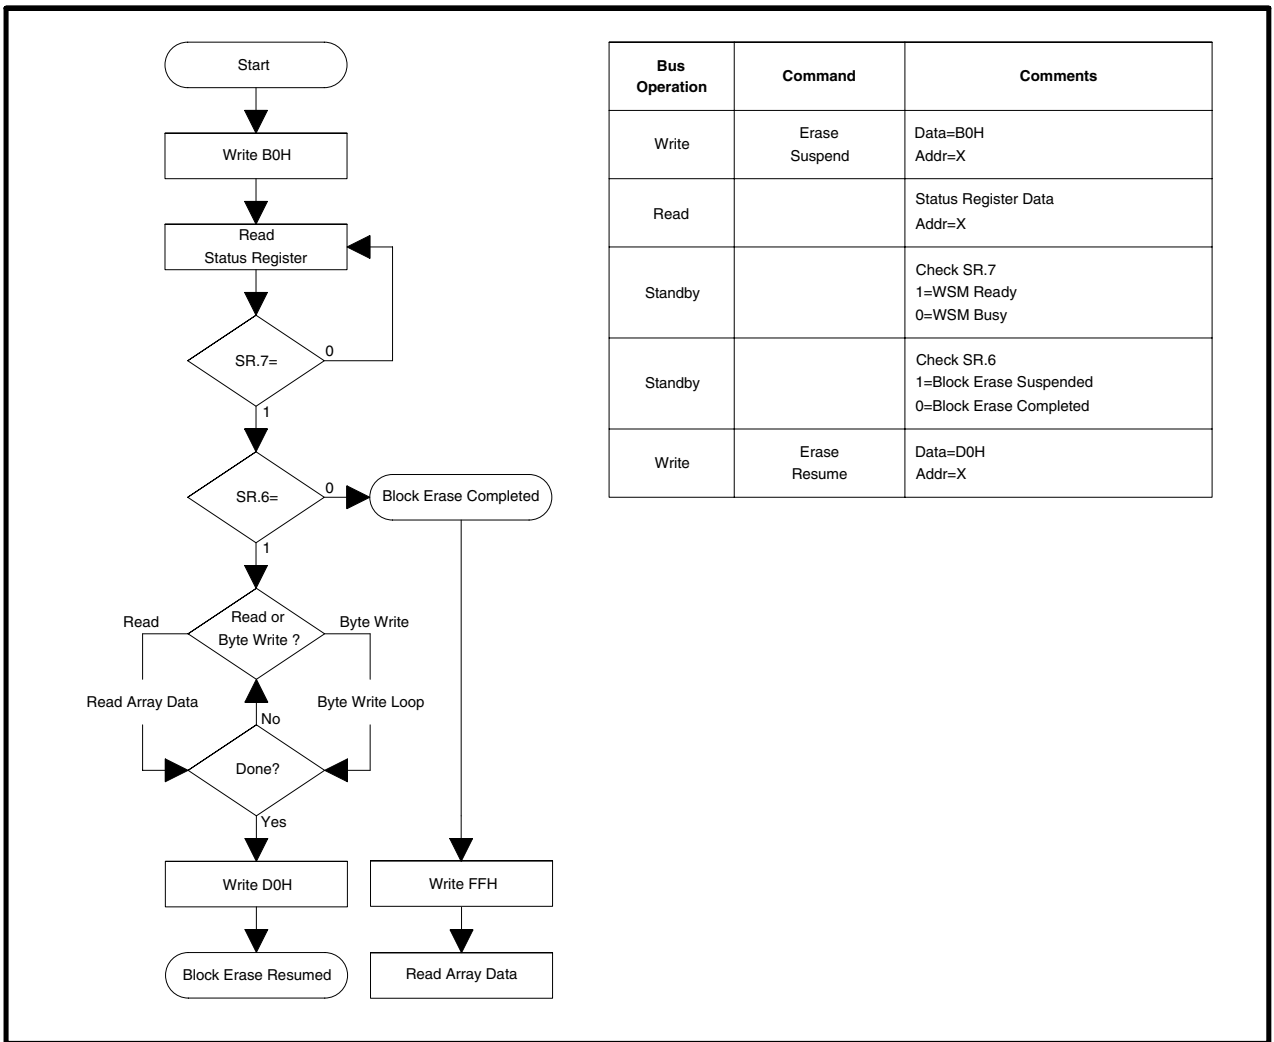 Start
Write B0H
Read
Status Register
SR.7=
0
1
SR.6=
0
Block Erase Completed
1
Read or
Byte Write ?
Read
Byte Write
Read Array Data
Byte Write Loop
No
Done?
Yes
Write D0H
Write FFH
Block Erase Resumed
Read Array Data
Bus
Operation
Command
Comments
Write
Erase
Suspend
Data=B0H
Addr=X
Read
Status Register Data
Addr=X
Standby
Check SR.7
1=WSM Ready
0=WSM Busy
Standby
Check SR.6
1=Block Erase Suspended
0=Block Erase Completed
Write
Erase
Resume
Data=D0H
Addr=X